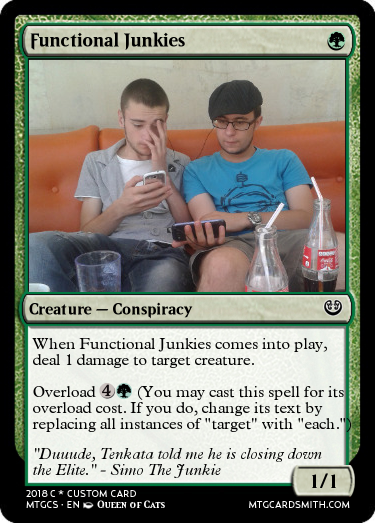 Functional Junkies
Creature — Conspiracy
When Functional Junkies comes into play,
deal 1 damage to target creature.
Overload 4 (You may cast this spell for its
overload cost. If you do, change its text by
replacing all instances of "target" with "each.")
"Duuude, Tenkata told me he is closing down
the Elite." - Simo The Junkie
1/1
2018 C * CUSTOM CARD
MTGCS • EN QUEEN OF CATS
MTGCARDSMITH.COM